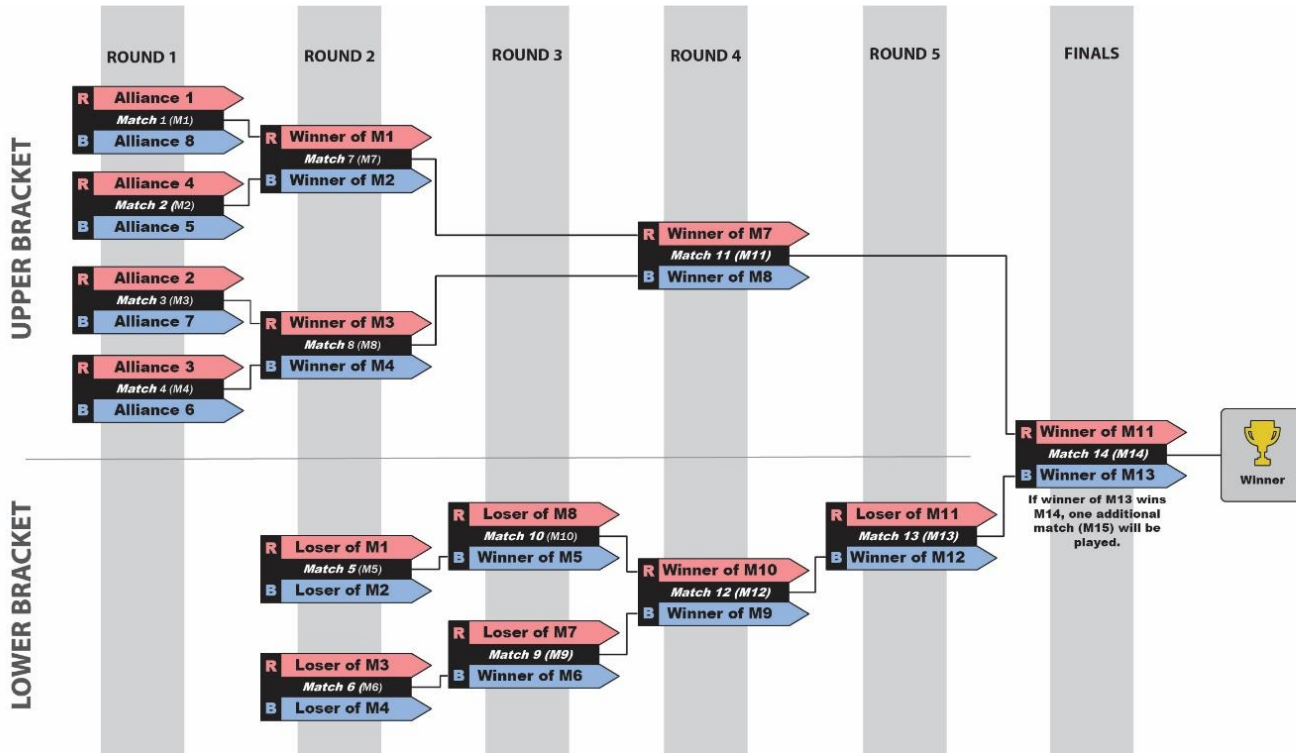 ROUND 1
ROUND 2
ROUND 3
ROUND 4
ROUND 5
FINALS
UPPER BRACKET
R Alliance 1
Match 1 (M1)
B Alliance 8
R Alliance 4
Match 2 (M2)
B Alliance 5
R Alliance 2
Match 3 (M3)
B Alliance 7
R Alliance 3
Match 4 (M4)
B Alliance 6
R Winner of M1
Match 7 (M7)
B Winner of M2
R Winner of M3
Match 8 (M8)
B Winner of M4
R Winner of M7
Match 11 (M11)
B Winner of M8
LOWER BRACKET
R Loser of M1
Match 5 (M5)
B Loser of M2
R Loser of M3
Match 6 (M6)
B Loser of M4
R Loser of M8
Match 10 (M10)
B Winner of M5
R Loser of M7
Match 9 (M9)
B Winner of M6
R Winner of M10
Match 12 (M12)
B Winner of M9
R Loser of M11
Match 13 (M13)
B Winner of M12
R Winner of M11
Match 14 (M14)
B Winner of M13
If winner of M13 wins
M14, one additional
match (M15) will be
played.
Winner